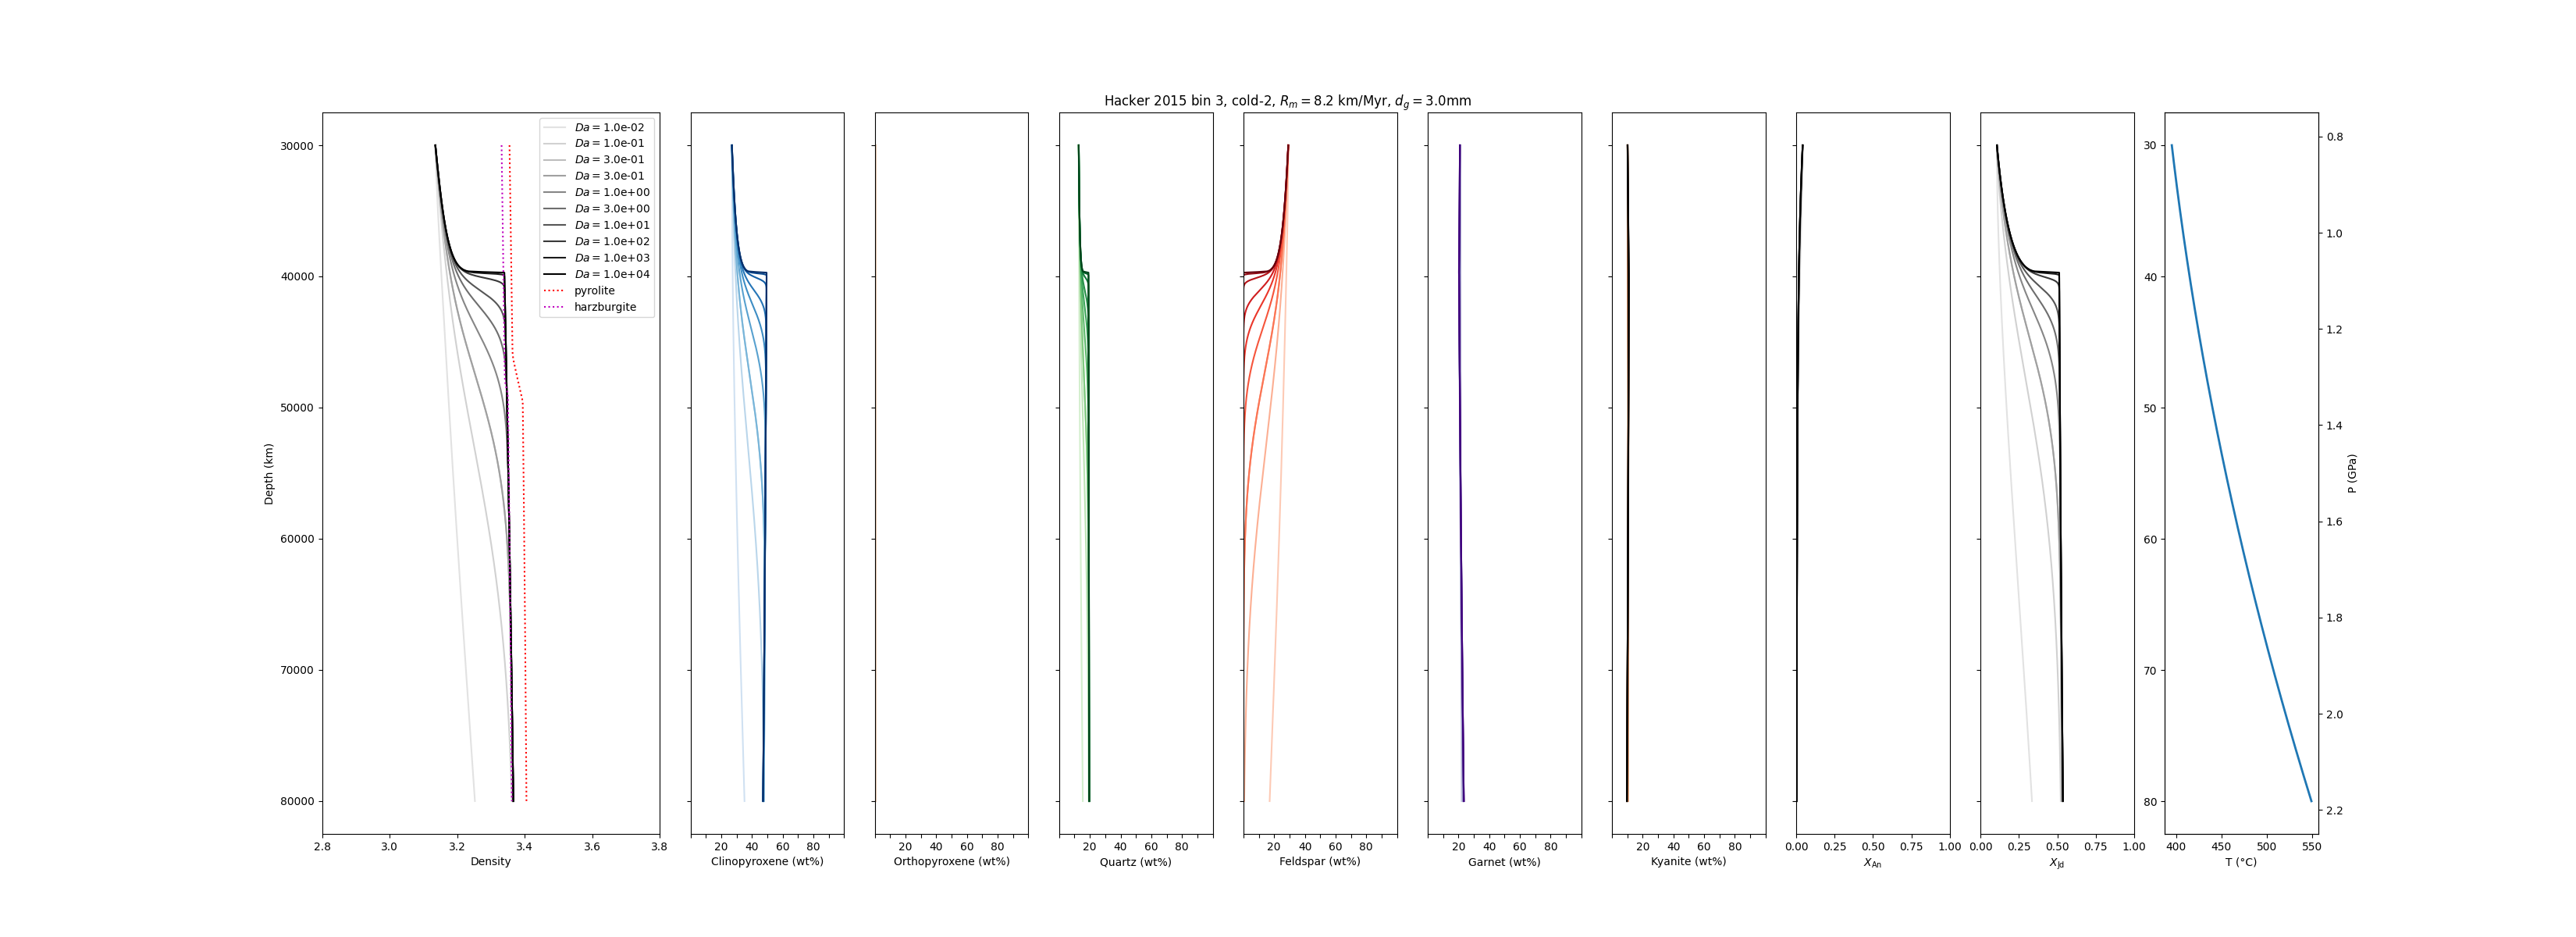 Hacker 2015 bin 3, cold-2, R_m = 8.2 km/Myr, d_g = 3.0mm
Da = 1.0e-02
Da = 1.0e-01
Da = 3.0e-01
Da = 3.0e-01
Da = 1.0e+00
Da = 3.0e+00
Da = 1.0e+01
Da = 1.0e+02
Da = 1.0e+03
Da = 1.0e+04
pyrolite
harzburgite
Depth (km)
30000
40000
50000
60000
70000
80000
2.8 3.0 3.2 3.4 3.6 3.8
Density
20 40 60 80
Clinopyroxene (wt%)
20 40 60 80
Orthopyroxene (wt%)
20 40 60 80
Quartz (wt%)
20 40 60 80
Feldspar (wt%)
20 40 60 80
Garnet (wt%)
20 40 60 80
Kyanite (wt%)
0.00 0.25 0.50 0.75 1.00
X_An
0.00 0.25 0.50 0.75 1.00
X_Jd
30
40
50
60
70
80
400 450 500 550
T (°C)
0.8
1.0
1.2
1.4
1.6
1.8
2.0
2.2
P (GPa)